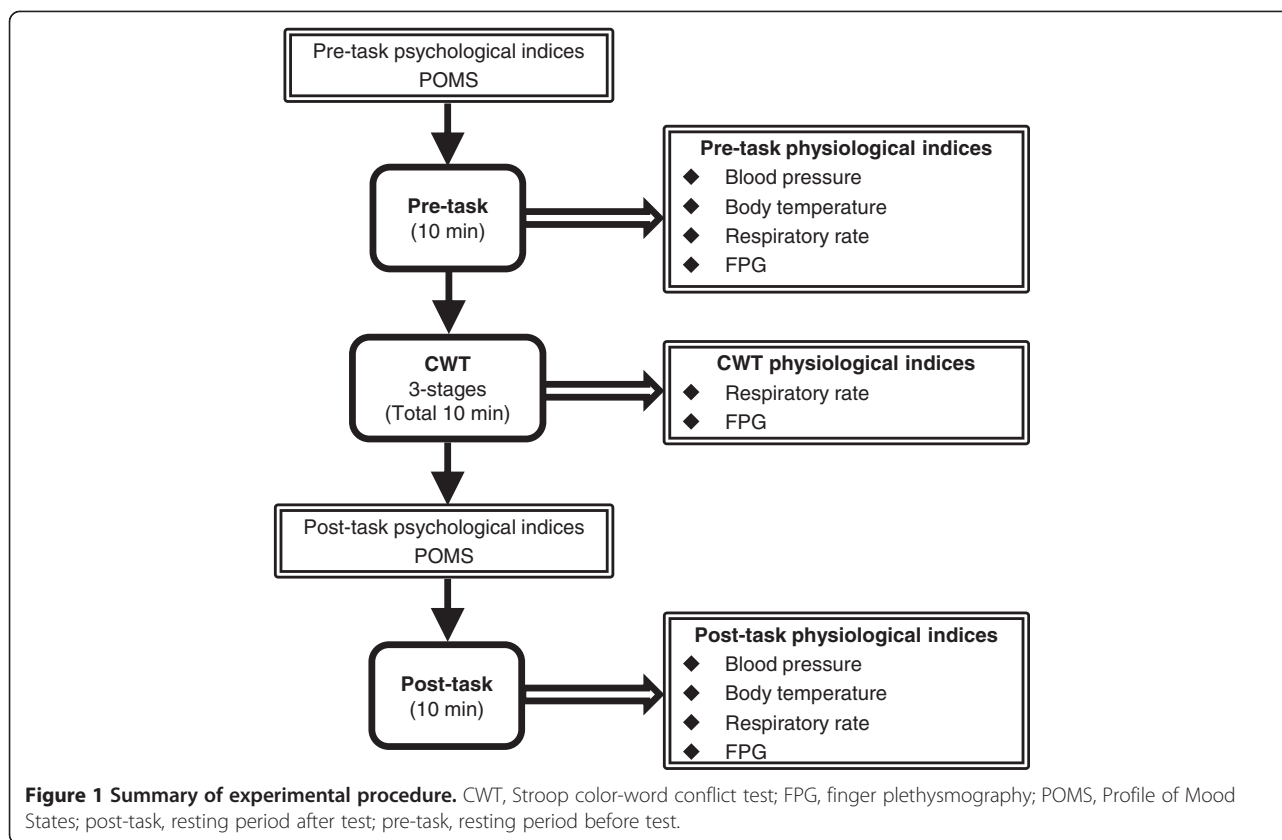 Pre-task psychological indices
POMS
Pre-task physiological indices
◆ Blood pressure
◆ Body temperature
◆ Respiratory rate
◆ FPG
Pre-task
(10 min)
CWT
3-stages
(Total 10 min)
CWT physiological indices
◆ Respiratory rate
◆ FPG
Post-task psychological indices
POMS
Post-task physiological indices
◆ Blood pressure
◆ Body temperature
◆ Respiratory rate
◆ FPG
Post-task
(10 min)
Figure 1 Summary of experimental procedure. CWT, Stroop color-word conflict test; FPG, finger plethysmography; POMS, Profile of Mood
States; post-task, resting period after test; pre-task, resting period before test.